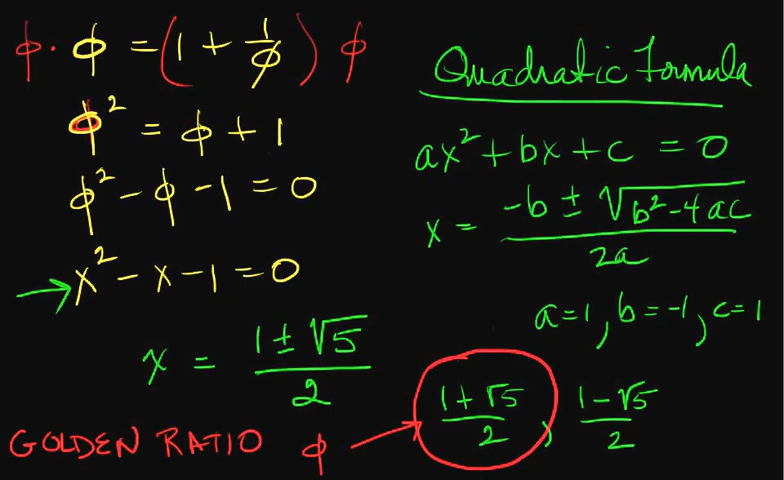 ϕ · ϕ = (1 + 1/ϕ) ϕ
ϕ² = ϕ + 1
ϕ² - ϕ - 1 = 0
x² - x - 1 = 0
x = (1 ± √5)/2
GOLDEN RATIO ϕ
Quadratic Formula
ax² + bx + c = 0
x = (-b ± √(b² - 4ac))/2a
a=1, b=-1, c=1
(1 + √5)/2, (1 - √5)/2